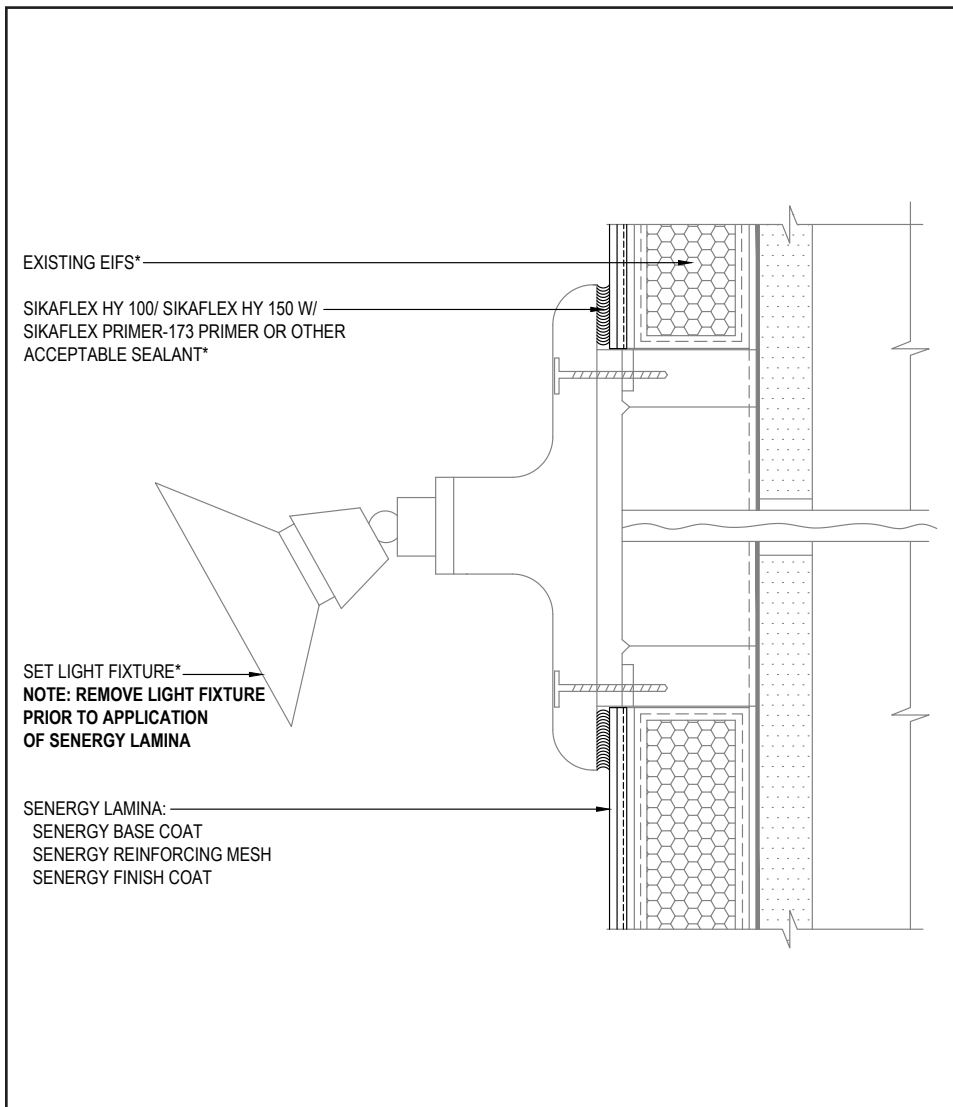 EXISTING EIFS*
SIKAFLEX HY 100/ SIKAFLEX HY 150 W/
SIKAFLEX PRIMER-173 PRIMER OR OTHER
ACCEPTABLE SEALANT*
SET LIGHT FIXTURE*
NOTE: REMOVE LIGHT FIXTURE
PRIOR TO APPLICATION
OF SENERGY LAMINA
SENERGY LAMINA:
SENERGY BASE COAT
SENERGY REINFORCING MESH
SENERGY FINISH COAT